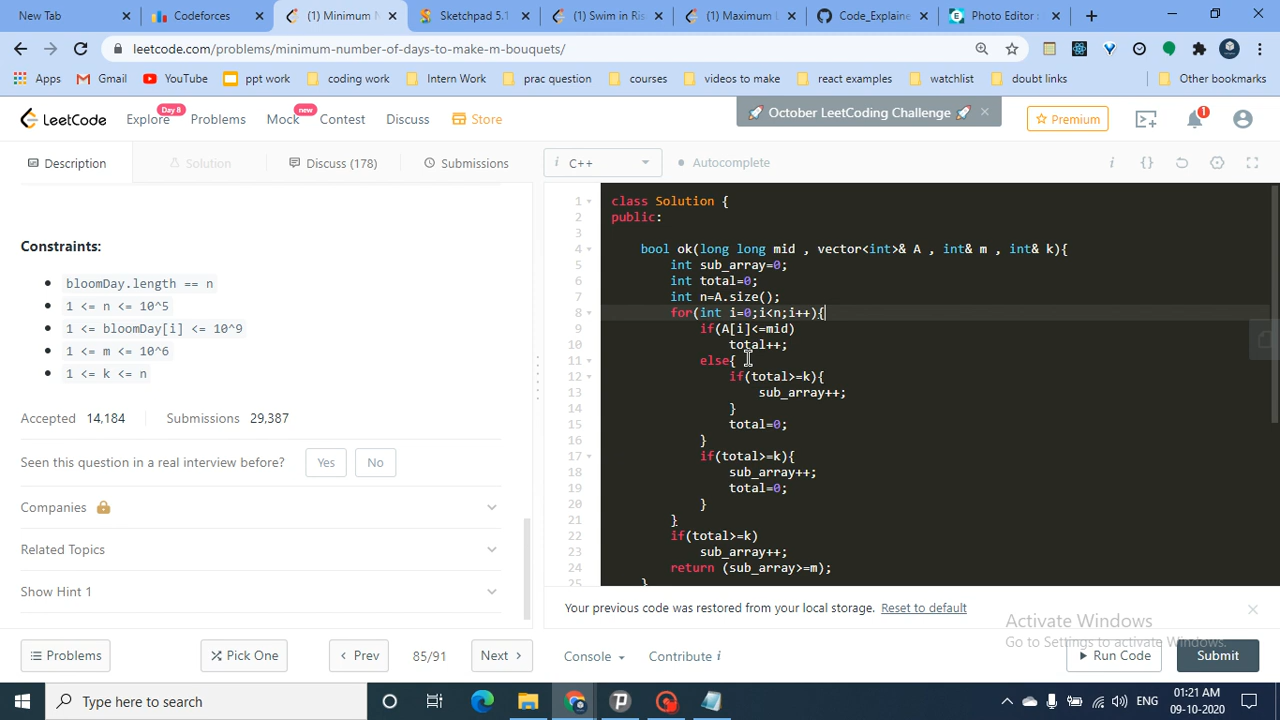 New Tab
Codeforces
(1) Minimum N
Sketchpad 5.1
(1) Swim in Ris
(1) Maximum L
Code_Explaine
Photo Editor :
leetcode.com/problems/minimum-number-of-days-to-make-m-bouquets/
Apps
Gmail
YouTube
ppt work
coding work
Intern Work
prac question
courses
videos to make
react examples
watchlist
doubt links
Other bookmarks
LeetCode
Explore
Day 8
Problems
Mock
new
Contest
Discuss
Store
October LeetCoding Challenge
Premium
1
Description
Solution
Discuss (178)
Submissions
i C++
Autocomplete
Constraints:
bloomDay.length == n
1 <= n <= 10^5
1 <= bloomDay[i] <= 10^9
1 <= m <= 10^6
1 <= k <= n
Accepted 14,184 Submissions 29,387
Seen this question in a real interview before? Yes No
Companies
Related Topics
Show Hint 1
1 class Solution {
2 public:
3
4 bool ok(long long mid , vector<int>& A , int& m , int& k){
5 int sub_array=0;
6 int total=0;
7 int n=A.size();
8 for(int i=0;i<n;i++){
9 if(A[i]<=mid)
10 total++;
11 else{
12 if(total>=k){
13 sub_array++;
14 }
15 total=0;
16 }
17 if(total>=k){
18 sub_array++;
19 total=0;
20 }
21 }
22 if(total>=k)
23 sub_array++;
24 return (sub_array>=m);
25 }
Your previous code was restored from your local storage. Reset to default
Activate Windows
Go to Settings to activate Windows.
Problems
Pick One
Prev
85/91
Next
Console
Contribute i
Run Code
Submit
Type here to search
ENG
01:21 AM
09-10-2020